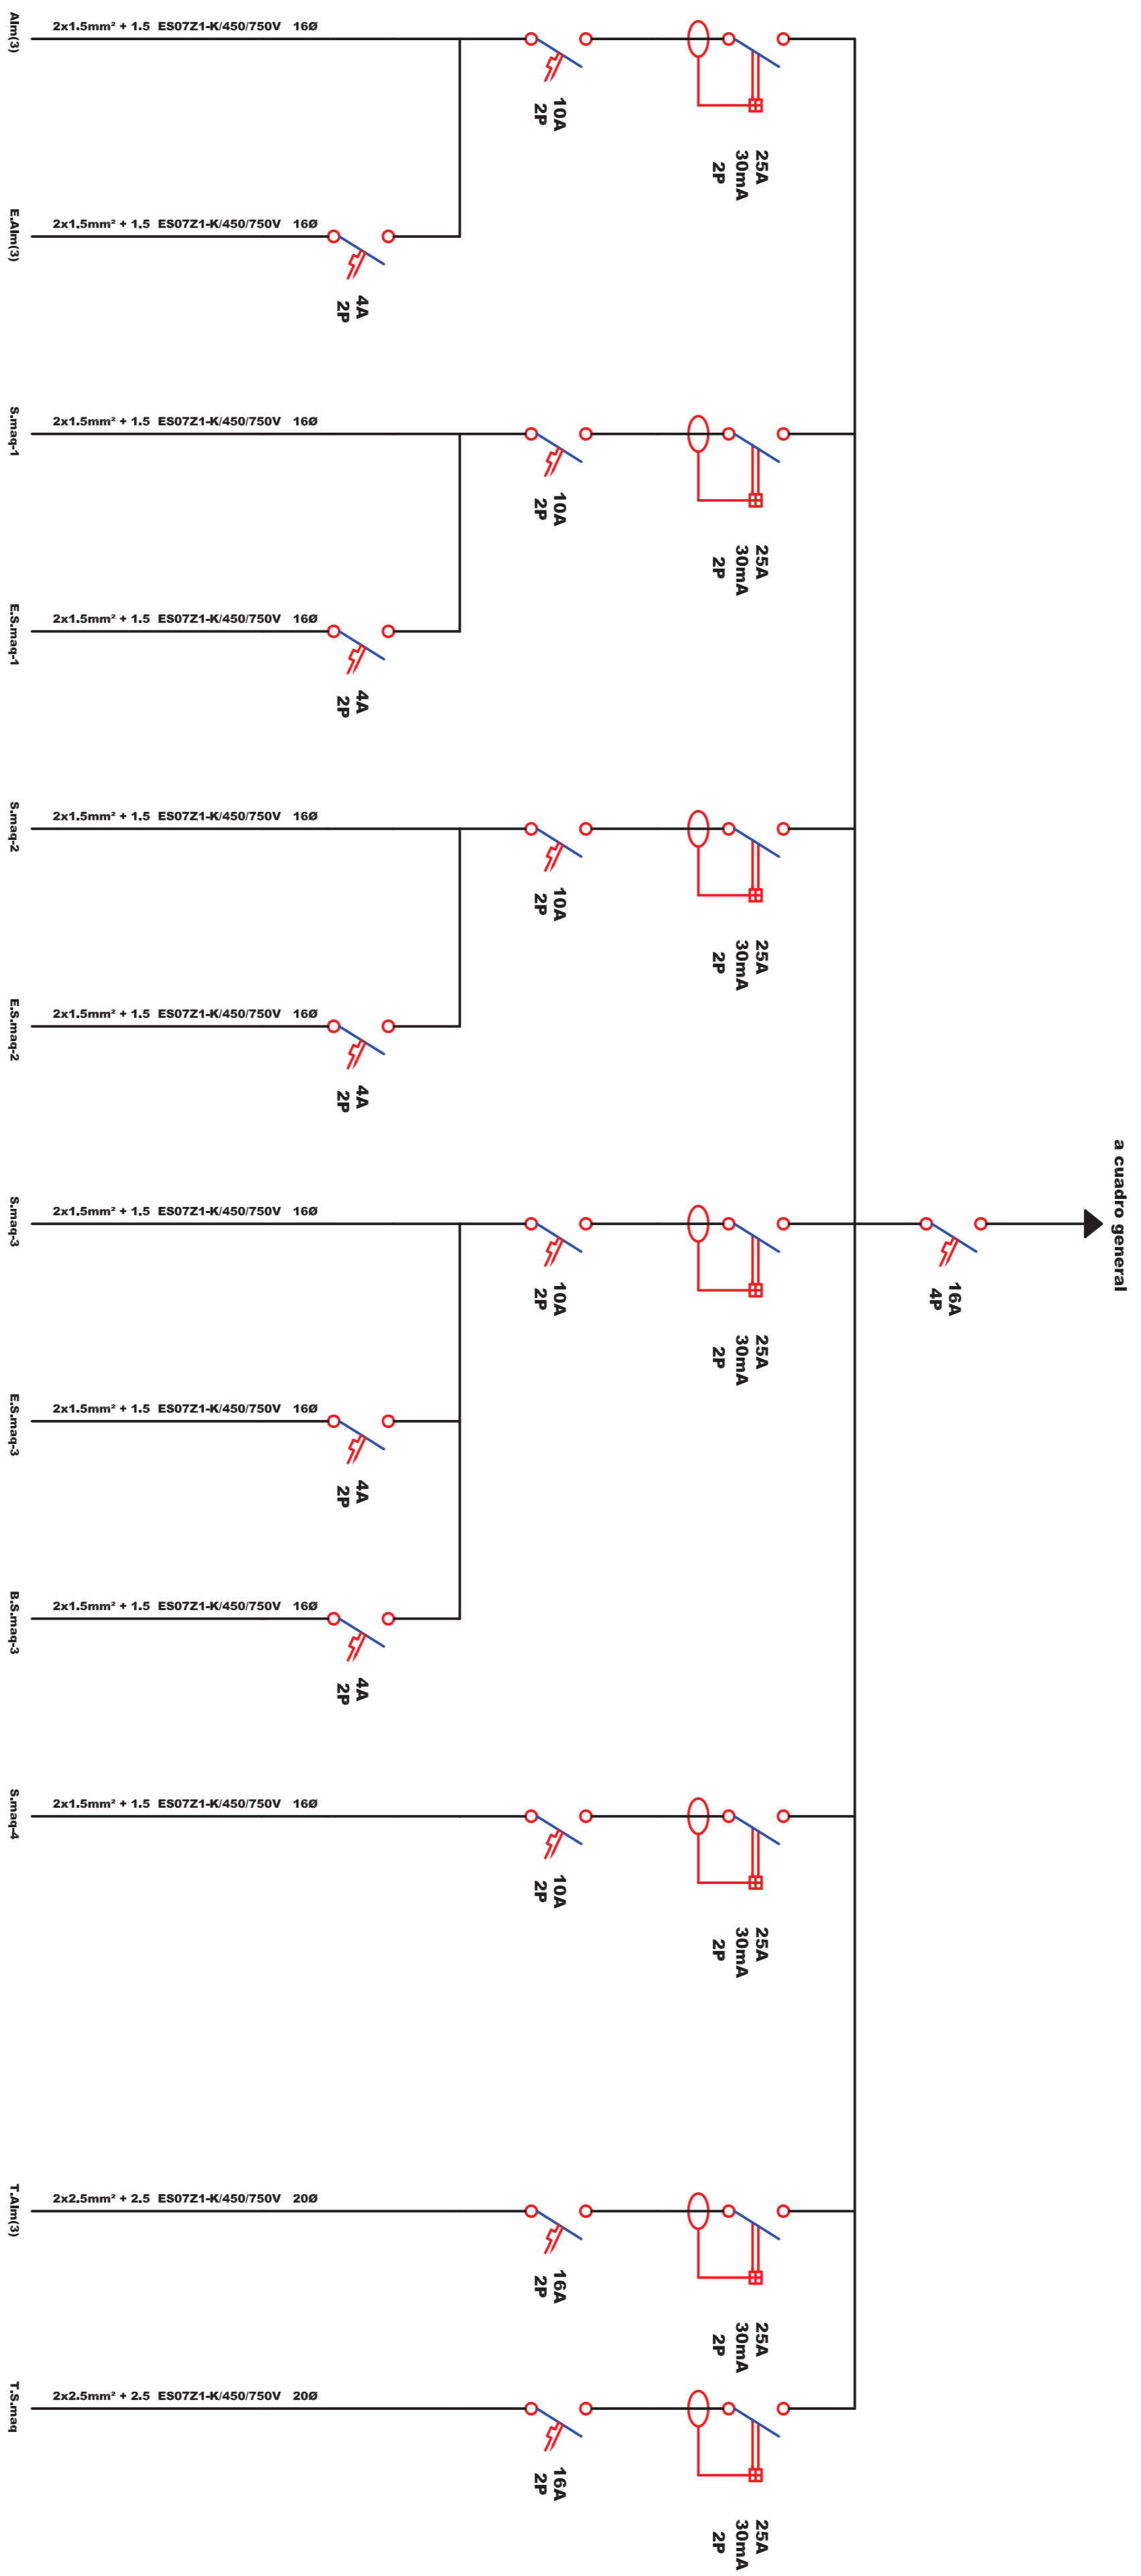 a cuadro general
16A
4P
25A
30mA
2P
25A
30mA
2P
25A
30mA
2P
25A
30mA
2P
25A
30mA
2P
25A
30mA
2P
25A
30mA
2P
10A
2P
10A
2P
10A
2P
10A
2P
10A
2P
16A
2P
16A
2P
4A
2P
4A
2P
4A
2P
4A
2P
4A
2P
2x1.5mm² + 1.5 ES07Z1-K/450/750V 16Ø
2x1.5mm² + 1.5 ES07Z1-K/450/750V 16Ø
2x1.5mm² + 1.5 ES07Z1-K/450/750V 16Ø
2x1.5mm² + 1.5 ES07Z1-K/450/750V 16Ø
2x1.5mm² + 1.5 ES07Z1-K/450/750V 16Ø
2x1.5mm² + 1.5 ES07Z1-K/450/750V 16Ø
2x1.5mm² + 1.5 ES07Z1-K/450/750V 16Ø
2x1.5mm² + 1.5 ES07Z1-K/450/750V 16Ø
2x1.5mm² + 1.5 ES07Z1-K/450/750V 16Ø
2x1.5mm² + 1.5 ES07Z1-K/450/750V 16Ø
2x2.5mm² + 2.5 ES07Z1-K/450/750V 20Ø
2x2.5mm² + 2.5 ES07Z1-K/450/750V 20Ø
Alm(3)
E.Alm(3)
S.maq-1
E.S.maq-1
S.maq-2
E.S.maq-2
S.maq-3
E.S.maq-3
B.S.maq-3
S.maq-4
T.Alm(3)
T.S.maq